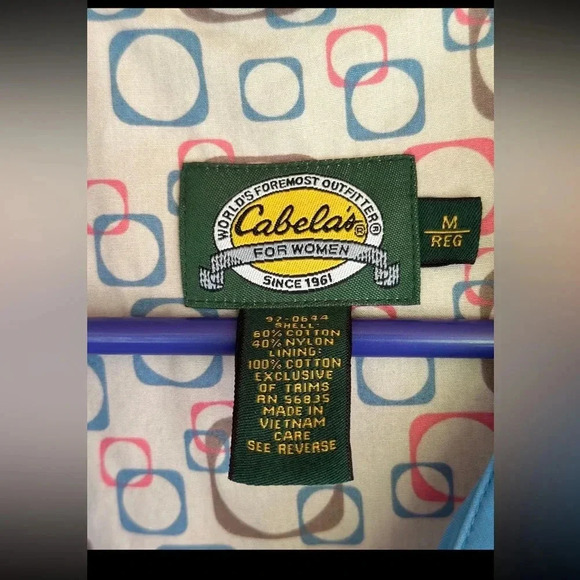 WORLD'S FOREMOST OUTFITTER®
Cabela's®
FOR WOMEN
SINCE 1961
M
REG
97-0644
SHELL:
60% COTTON
40% NYLON
LINING:
100% COTTON
EXCLUSIVE
OF TRIMS
RN 56835
MADE IN
VIETNAM
CARE
SEE REVERSE